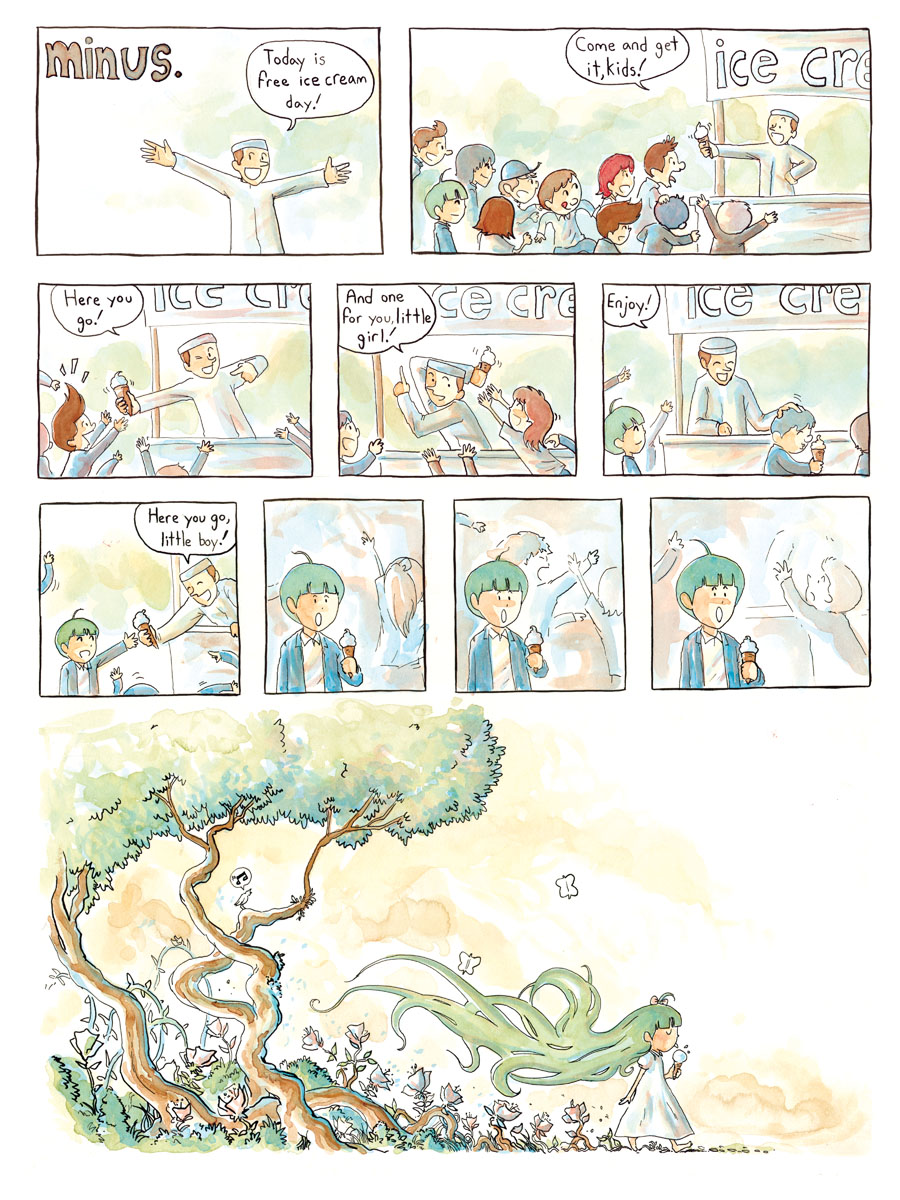 minus.
Today is
free ice cream
day!
Come and get
it, kids!
ice cre
Here you
go!
ice cre
And one
for you, little
girl!
ce cre
Enjoy!
ice cre
Here you go,
little boy!